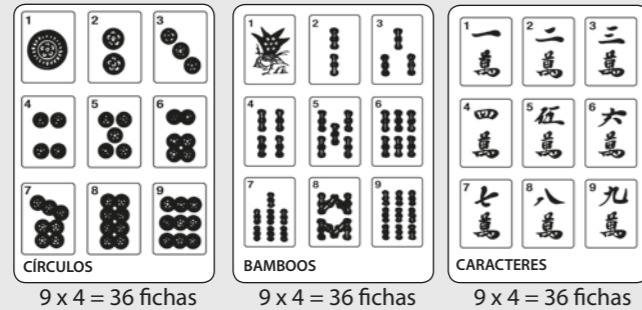 1 2 3
4 5 6
7 8 9
CÍRCULOS
9 x 4 = 36 fichas
1 2 3
4 5 6
7 8 9
BAMBOOS
9 x 4 = 36 fichas
1 2 3
一 二 三
萬 萬 萬
4 5 6
四 伍 六
萬 萬 萬
7 8 9
七 八 九
萬 萬 萬
CARACTERES
9 x 4 = 36 fichas